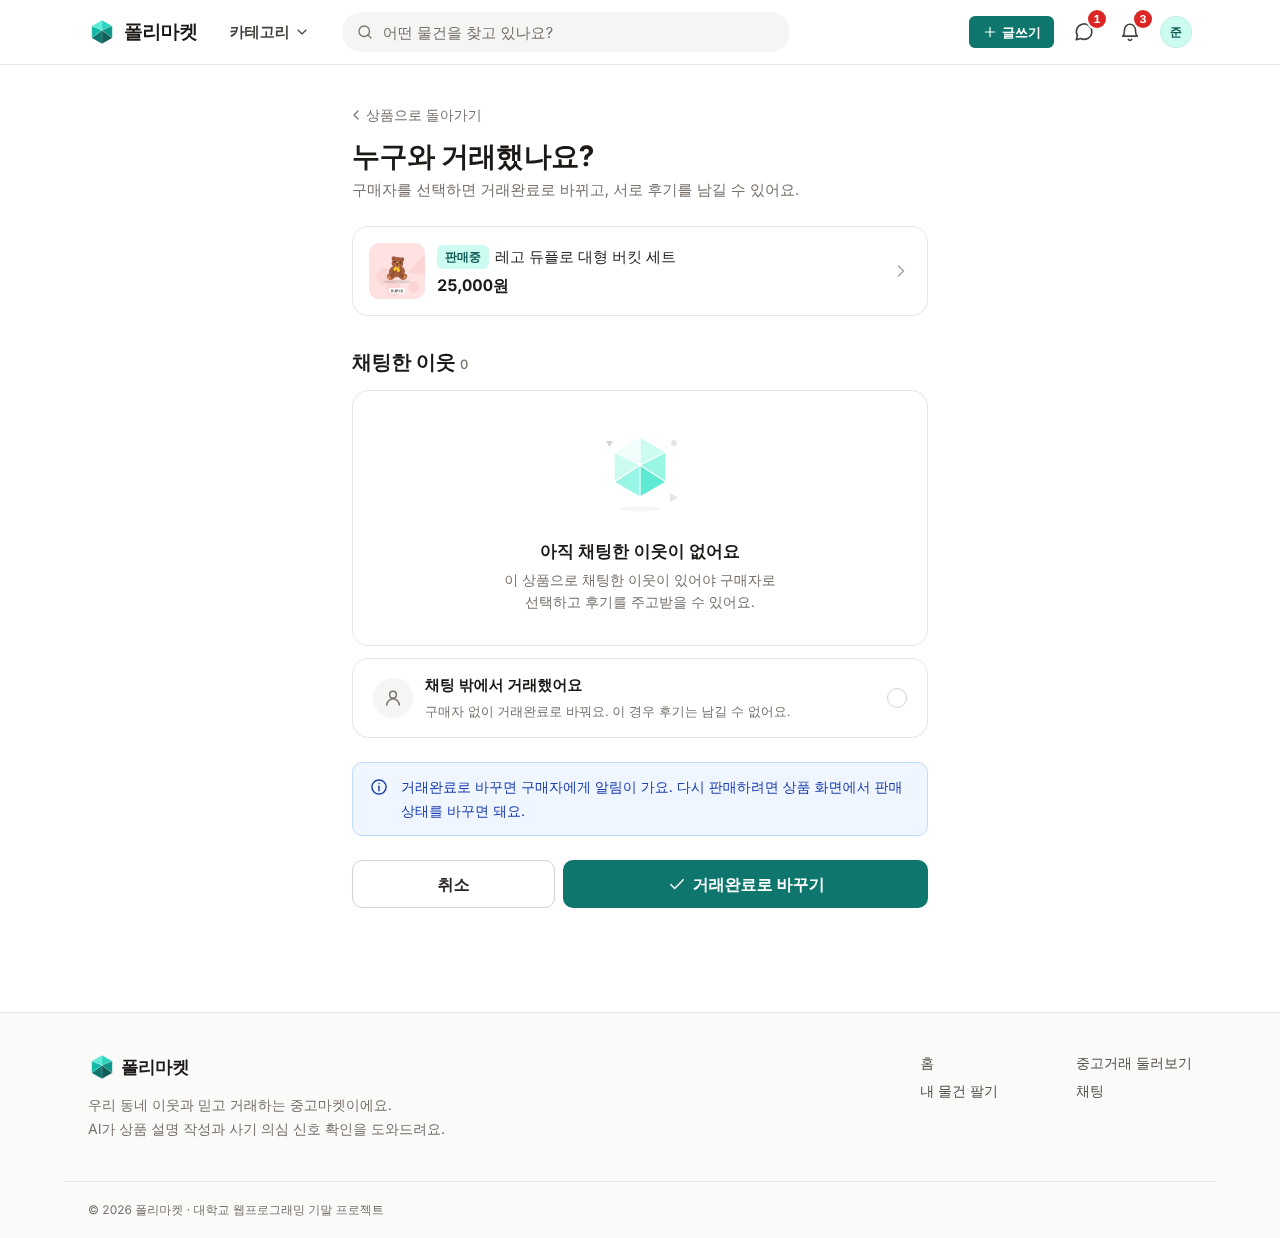 폴리마켓
카테고리
어떤 물건을 찾고 있나요?
글쓰기
1
3
준
상품으로 돌아가기
누구와 거래했나요?
구매자를 선택하면 거래완료로 바뀌고, 서로 후기를 남길 수 있어요.
판매중 레고 듀플로 대형 버킷 세트
25,000원
채팅한 이웃 0
아직 채팅한 이웃이 없어요
이 상품으로 채팅한 이웃이 있어야 구매자로
선택하고 후기를 주고받을 수 있어요.
채팅 밖에서 거래했어요
구매자 없이 거래완료로 바꿔요. 이 경우 후기는 남길 수 없어요.
거래완료로 바꾸면 구매자에게 알림이 가요. 다시 판매하려면 상품 화면에서 판매
상태를 바꾸면 돼요.
취소
거래완료로 바꾸기
폴리마켓
우리 동네 이웃과 믿고 거래하는 중고마켓이에요.
AI가 상품 설명 작성과 사기 의심 신호 확인을 도와드려요.
홈
중고거래 둘러보기
내 물건 팔기
채팅
© 2026 폴리마켓 · 대학교 웹프로그래밍 기말 프로젝트